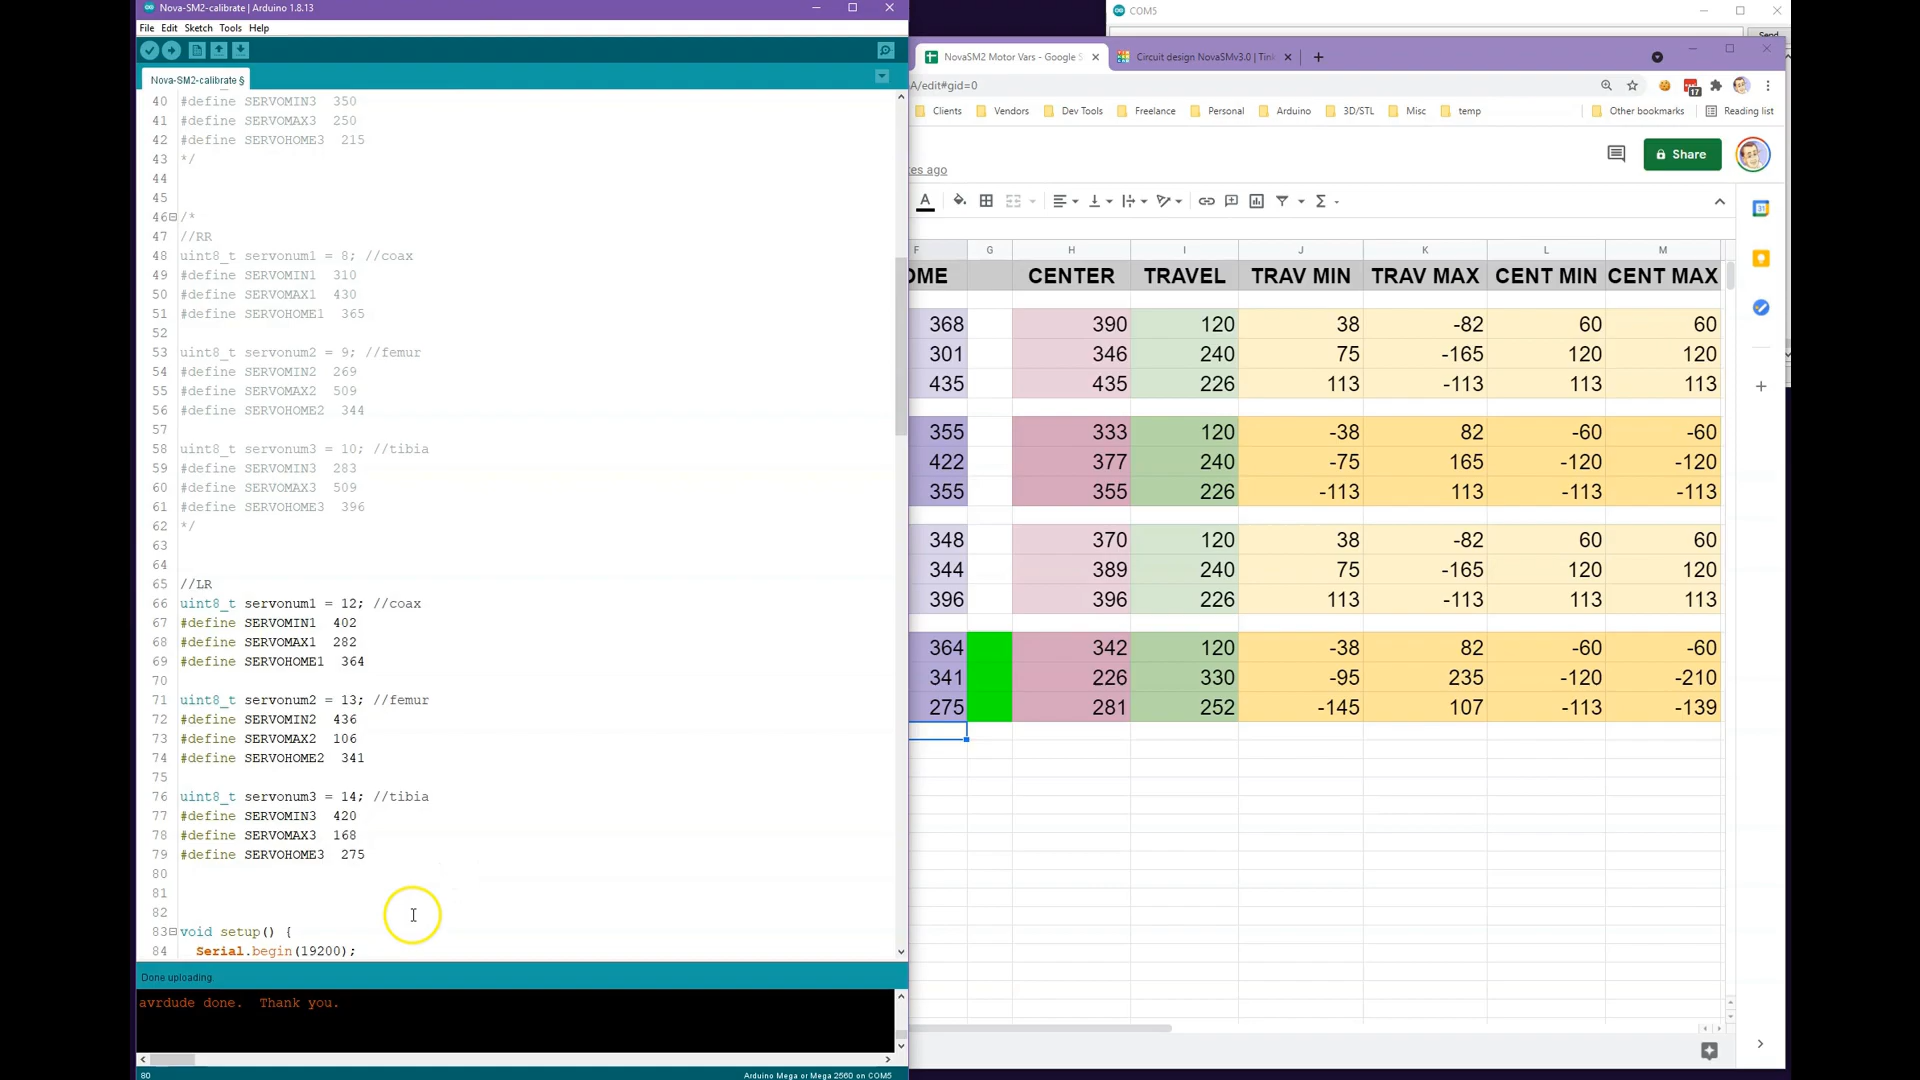 Nova-SM2-calibrate | Arduino 1.8.13
File Edit Sketch Tools Help
Nova-SM2-calibrate §
40 #define SERVOMIN3 350
41 #define SERVOMAX3 250
42 #define SERVOHOME3 215
43 */
44
45
46 /*
47 //RR
48 uint8_t servonum1 = 8; //coax
49 #define SERVOMIN1 310
50 #define SERVOMAX1 430
51 #define SERVOHOME1 365
52
53 uint8_t servonum2 = 9; //femur
54 #define SERVOMIN2 269
55 #define SERVOMAX2 509
56 #define SERVOHOME2 344
57
58 uint8_t servonum3 = 10; //tibia
59 #define SERVOMIN3 283
60 #define SERVOMAX3 509
61 #define SERVOHOME3 396
62 */
63
64
65 //LR
66 uint8_t servonum1 = 12; //coax
67 #define SERVOMIN1 402
68 #define SERVOMAX1 282
69 #define SERVOHOME1 364
70
71 uint8_t servonum2 = 13; //femur
72 #define SERVOMIN2 436
73 #define SERVOMAX2 106
74 #define SERVOHOME2 341
75
76 uint8_t servonum3 = 14; //tibia
77 #define SERVOMIN3 420
78 #define SERVOMAX3 168
79 #define SERVOHOME3 275
80
81
82
83 void setup() {
84 Serial.begin(19200);
Done uploading.
avrdude done. Thank you.
80 Arduino Mega or Mega 2560 on COM5
COM5
Send
NovaSM2 Motor Vars - Google S Circuit design NovaSMv3.0 | Tink
A/edit#gid=0
17
Clients Vendors Dev Tools Freelance Personal Arduino 3D/STL Misc temp Other bookmarks Reading list
es ago
Share
31
F G H I J K L M
OME CENTER TRAVEL TRAV MIN TRAV MAX CENT MIN CENT MAX
368 390 120 38 -82 60 60
301 346 240 75 -165 120 120
435 435 226 113 -113 113 113
355 333 120 -38 82 -60 -60
422 377 240 -75 165 -120 -120
355 355 226 -113 113 -113 -113
348 370 120 38 -82 60 60
344 389 240 75 -165 120 120
396 396 226 113 -113 113 113
364 342 120 -38 82 -60 -60
341 226 330 -95 235 -120 -210
275 281 252 -145 107 -113 -139